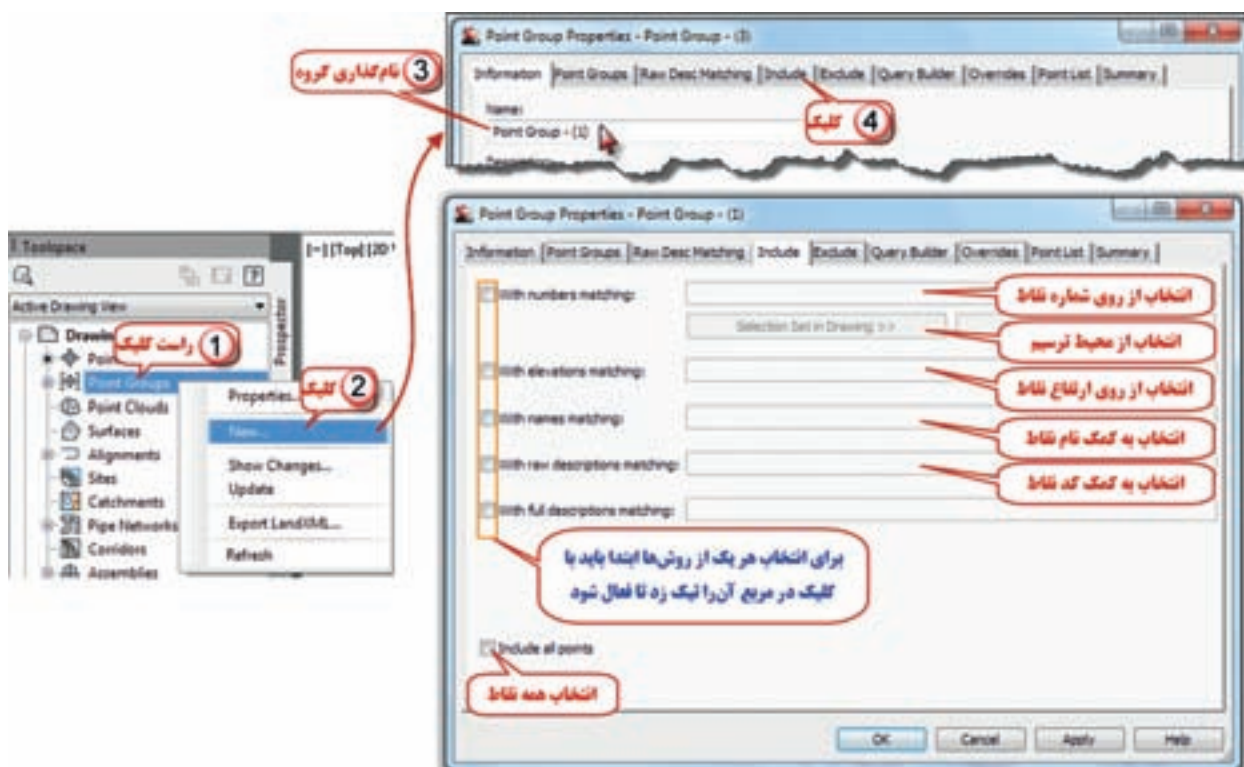 Point Group Properties - Point Group - (3)
Information Point Groups Raw Desc Matching Include Exclude Query Builder Overrides Point List Summary
Name:
Point Group - (1)
3 نام‌گذاری گروه
4 کلیک
Toolspace
[−][Top][2D
Active Drawing View
Prospector
1 راست کلیک
Point Groups
Point Clouds
Surfaces
Alignments
Sites
Catchments
Pipe Networks
Corridors
Assemblies
Properties...
2 کلیک
New...
Show Changes...
Update
Export LandXML...
Refresh
Point Group Properties - Point Group - (1)
Information Point Groups Raw Desc Matching Include Exclude Query Builder Overrides Point List Summary
With numbers matching:
انتخاب از روی شماره نقاط
Selection Set in Drawing >>
انتخاب از محیط ترسیم
With elevations matching:
انتخاب از روی ارتفاع نقاط
With names matching:
انتخاب به کمک نام نقاط
With raw descriptions matching:
انتخاب به کمک کد نقاط
With full descriptions matching:
برای انتخاب هر یک از روش‌ها ابتدا باید با
کلیک در مربع آن‌را تیک زد تا فعال شود
Include all points
انتخاب همه نقاط
OK Cancel Apply Help